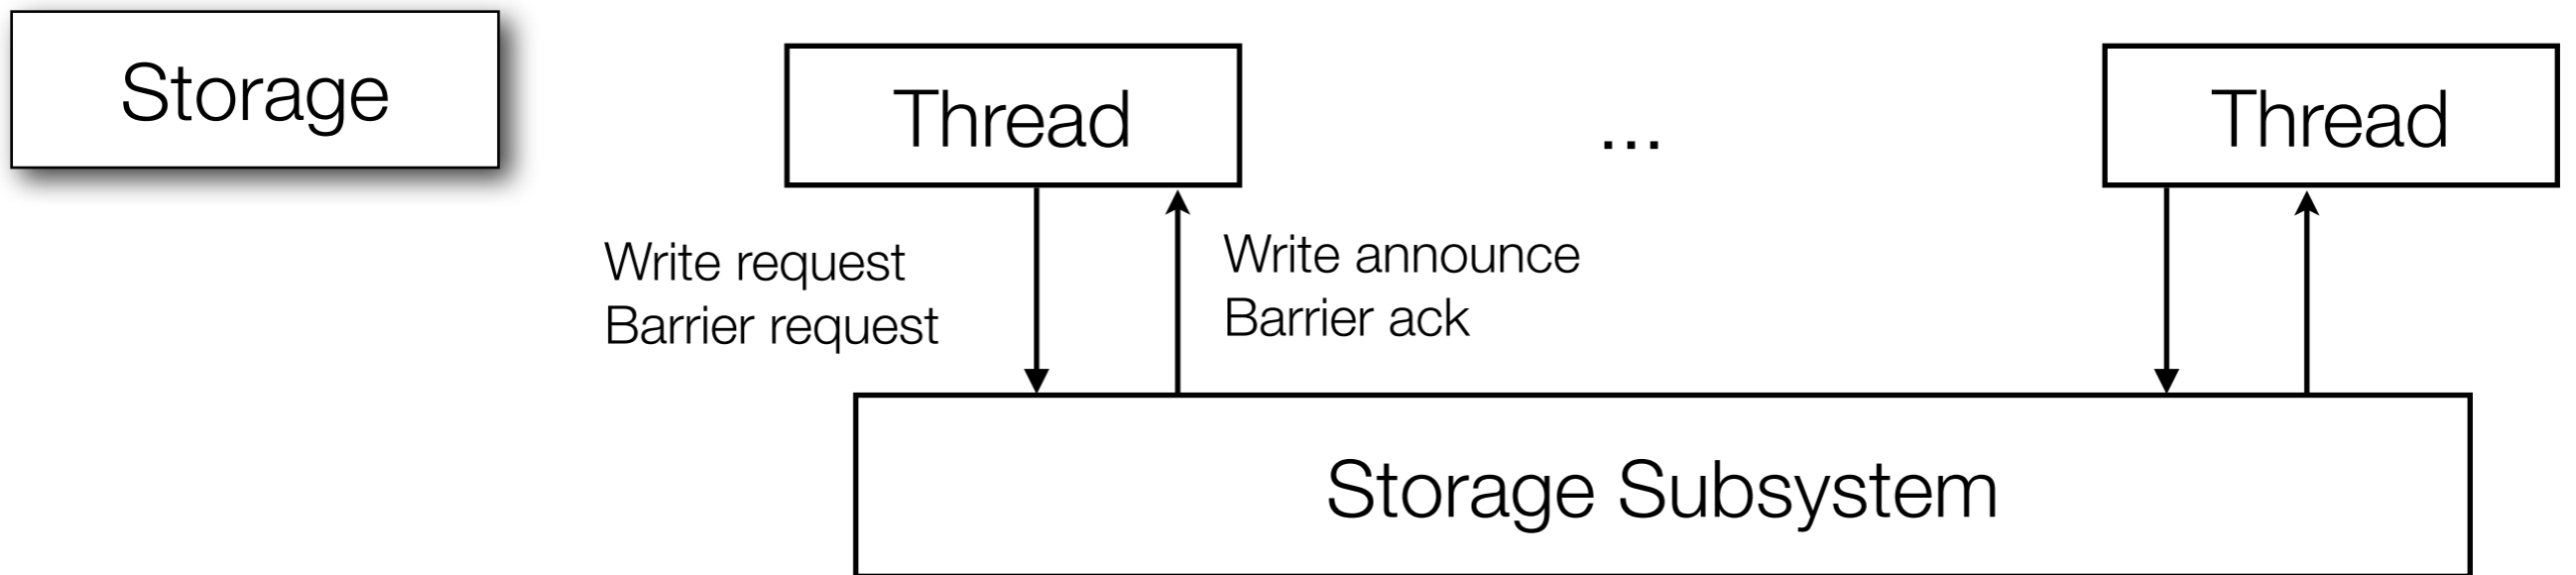 Storage
Thread
...
Thread
Write request
Barrier request
Write announce
Barrier ack
Storage Subsystem